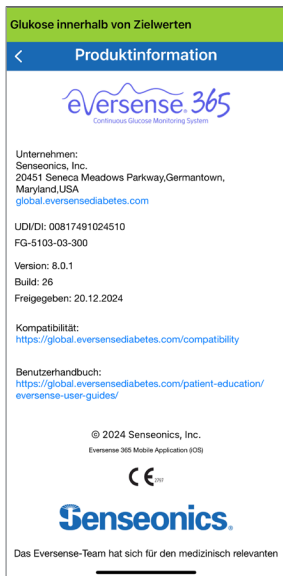 Glukose innerhalb von Zielwerten
Produktinformation
eversense. 365
Continuous Glucose Monitoring System
Unternehmen:
Senseonics, Inc.
20451 Seneca Meadows Parkway,Germantown,
Maryland,USA
global.eversensediabetes.com
UDI/DI: 00817491024510
FG-5103-03-300
Version: 8.0.1
Build: 26
Freigegeben: 20.12.2024
Kompatibilität:
https://global.eversensediabetes.com/compatibility
Benutzerhandbuch:
https://global.eversensediabetes.com/patient-education/
eversense-user-guides/
© 2024 Senseonics, Inc.
Eversense 365 Mobile Application (iOS)
CE 2797
Senseonics.
Das Eversense-Team hat sich für den medizinisch relevanten